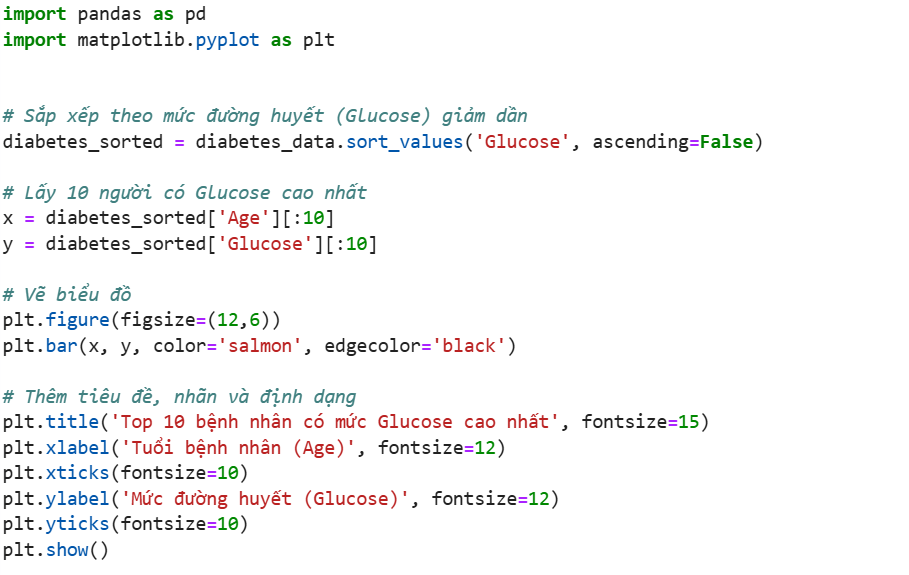 import pandas as pd
import matplotlib.pyplot as plt
# Sắp xếp theo mức đường huyết (Glucose) giảm dần
diabetes_sorted = diabetes_data.sort_values('Glucose', ascending=False)
# Lấy 10 người có Glucose cao nhất
x = diabetes_sorted['Age'][:10]
y = diabetes_sorted['Glucose'][:10]
# Vẽ biểu đồ
plt.figure(figsize=(12,6))
plt.bar(x, y, color='salmon', edgecolor='black')
# Thêm tiêu đề, nhãn và định dạng
plt.title('Top 10 bệnh nhân có mức Glucose cao nhất', fontsize=15)
plt.xlabel('Tuổi bệnh nhân (Age)', fontsize=12)
plt.xticks(fontsize=10)
plt.ylabel('Mức đường huyết (Glucose)', fontsize=12)
plt.yticks(fontsize=10)
plt.show()